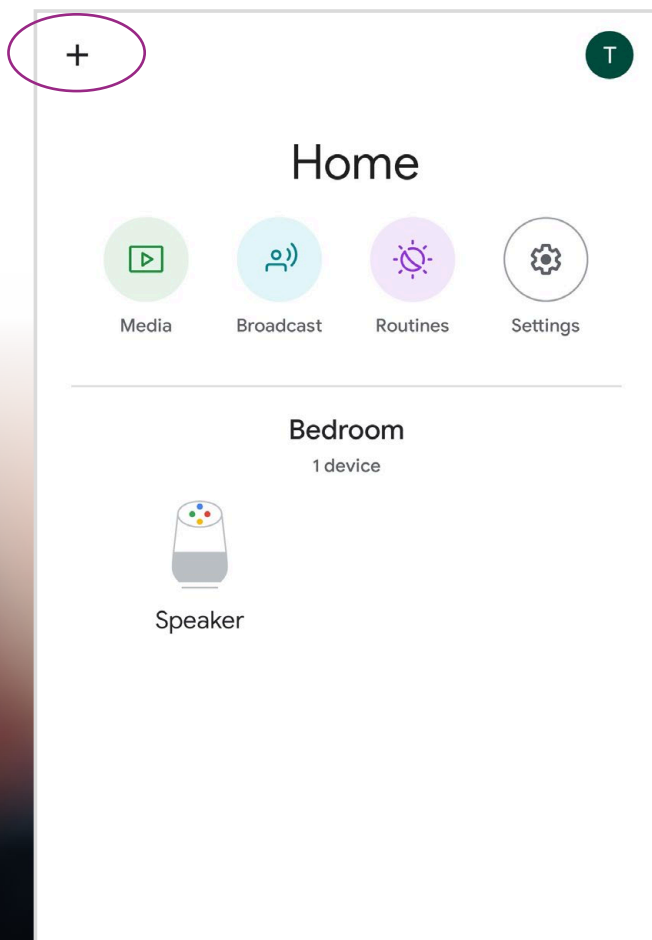 +
T
Home
Media Broadcast Routines Settings
Bedroom
1 device
Speaker